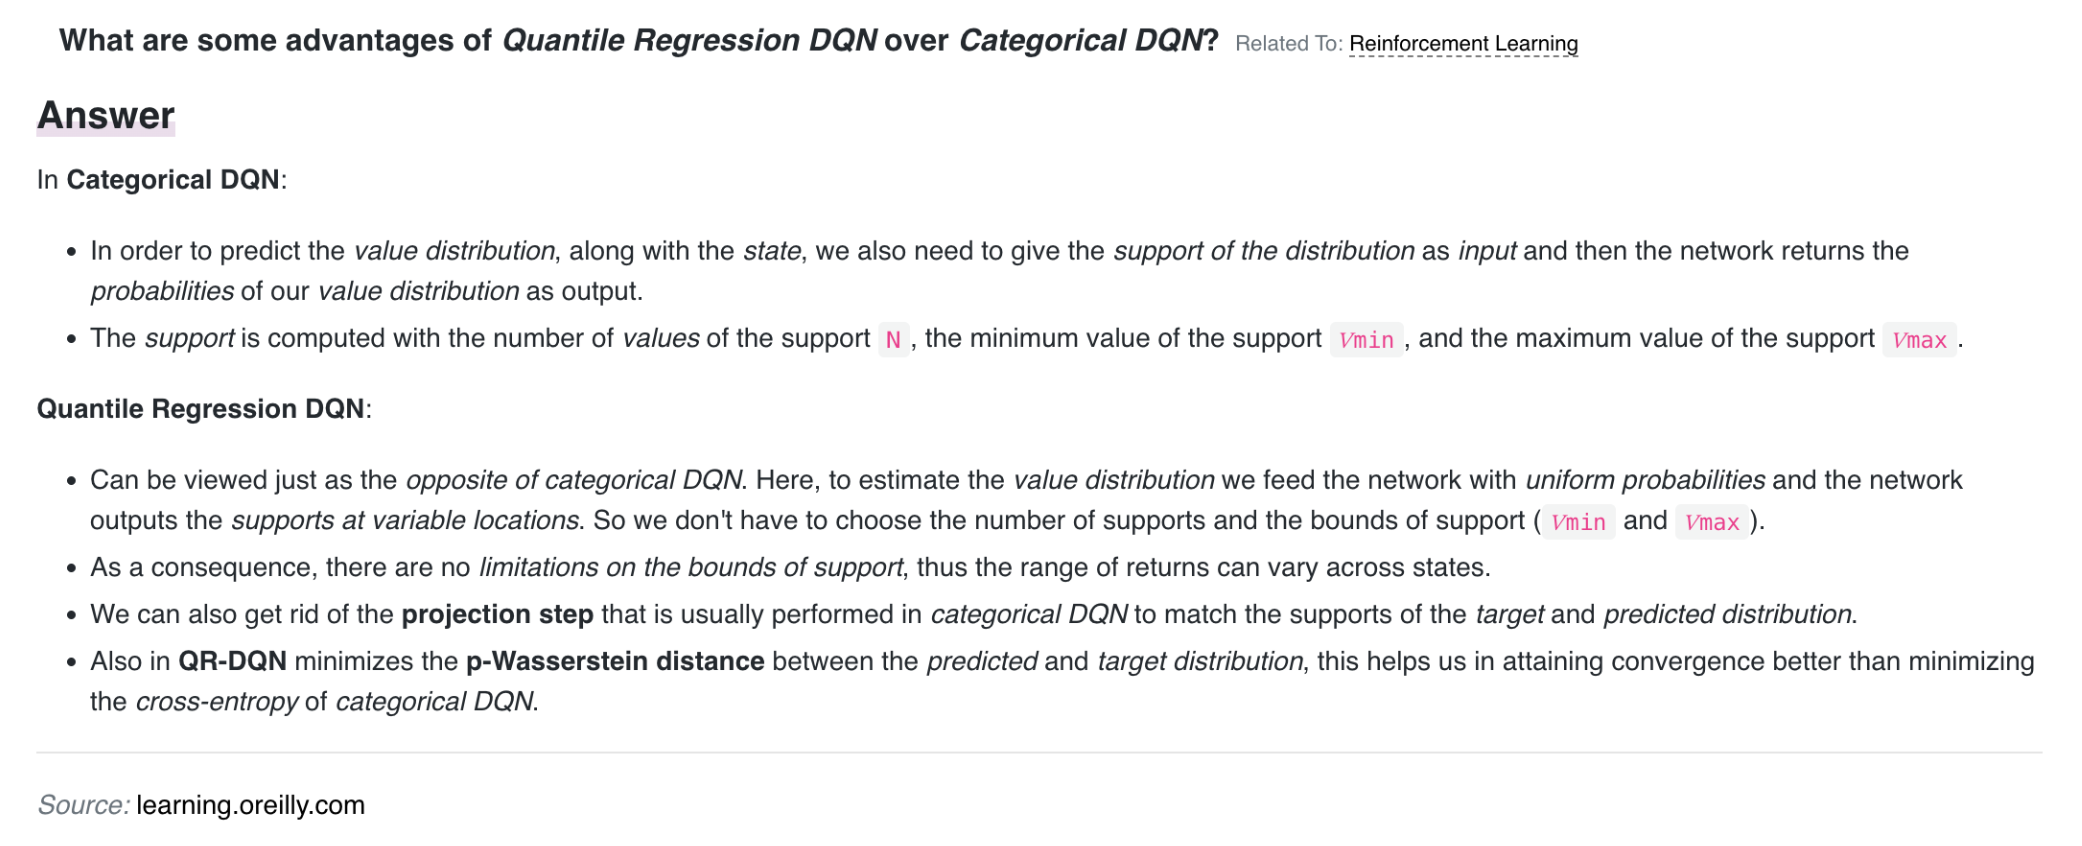 What are some advantages of Quantile Regression DQN over Categorical DQN? Related To: Reinforcement Learning
Answer
In Categorical DQN:
• In order to predict the value distribution, along with the state, we also need to give the support of the distribution as input and then the network returns the
probabilities of our value distribution as output.
• The support is computed with the number of values of the support N , the minimum value of the support Vmin , and the maximum value of the support Vmax .
Quantile Regression DQN:
• Can be viewed just as the opposite of categorical DQN. Here, to estimate the value distribution we feed the network with uniform probabilities and the network
outputs the supports at variable locations. So we don't have to choose the number of supports and the bounds of support ( Vmin and Vmax ).
• As a consequence, there are no limitations on the bounds of support, thus the range of returns can vary across states.
• We can also get rid of the projection step that is usually performed in categorical DQN to match the supports of the target and predicted distribution.
• Also in QR-DQN minimizes the p-Wasserstein distance between the predicted and target distribution, this helps us in attaining convergence better than minimizing
the cross-entropy of categorical DQN.
Source: learning.oreilly.com